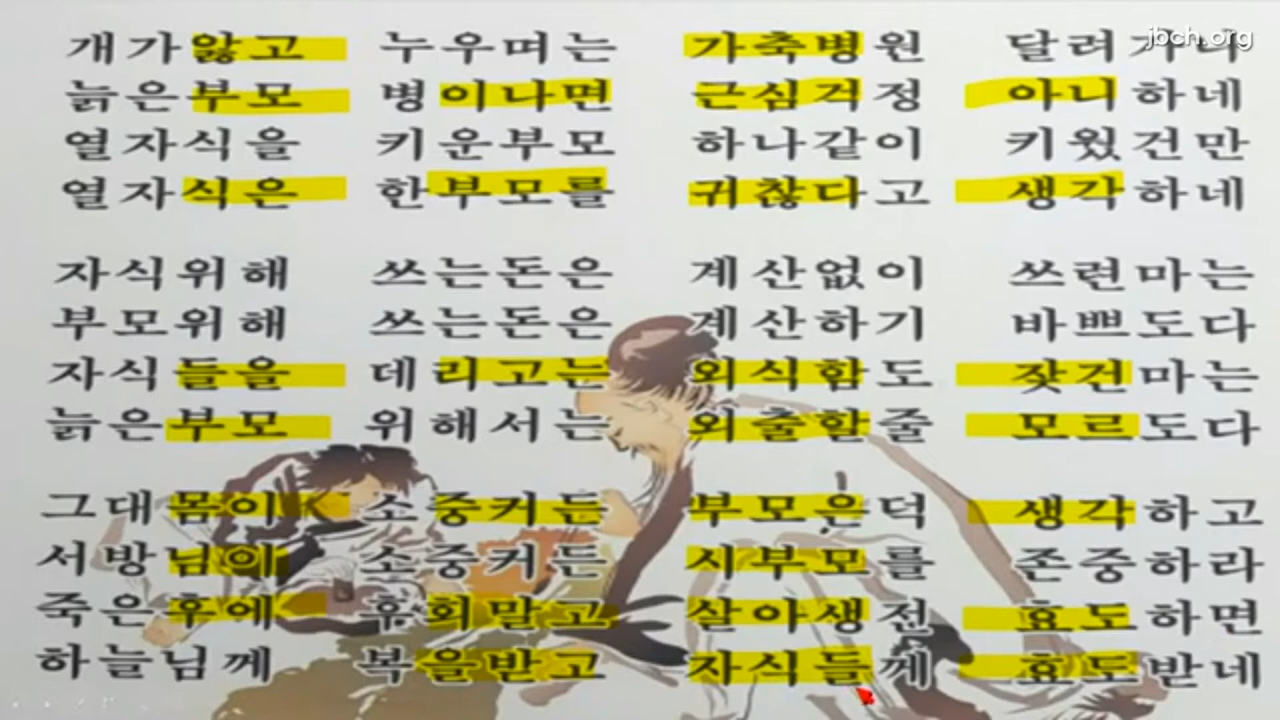 jbch.org
개가앓고 누우며는 가축병원 달려가나
늙은부모 병이나면 근심걱정 아니하네
열자식을 키운부모 하나같이 키웠건만
열자식은 한부모를 귀찮다고 생각하네
자식위해 쓰는돈은 계산없이 쓰련마는
부모위해 쓰는돈은 계산하기 바쁘도다
자식들을 데리고는 외식함도 잦건마는
늙은부모 위해서는 외출할줄 모르도다
그대몸이 소중커든 부모은덕 생각하고
서방님이 소중커든 시부모를 존중하라
죽은후에 후회말고 살아생전 효도하면
하늘님께 복을받고 자식들께 효도받네